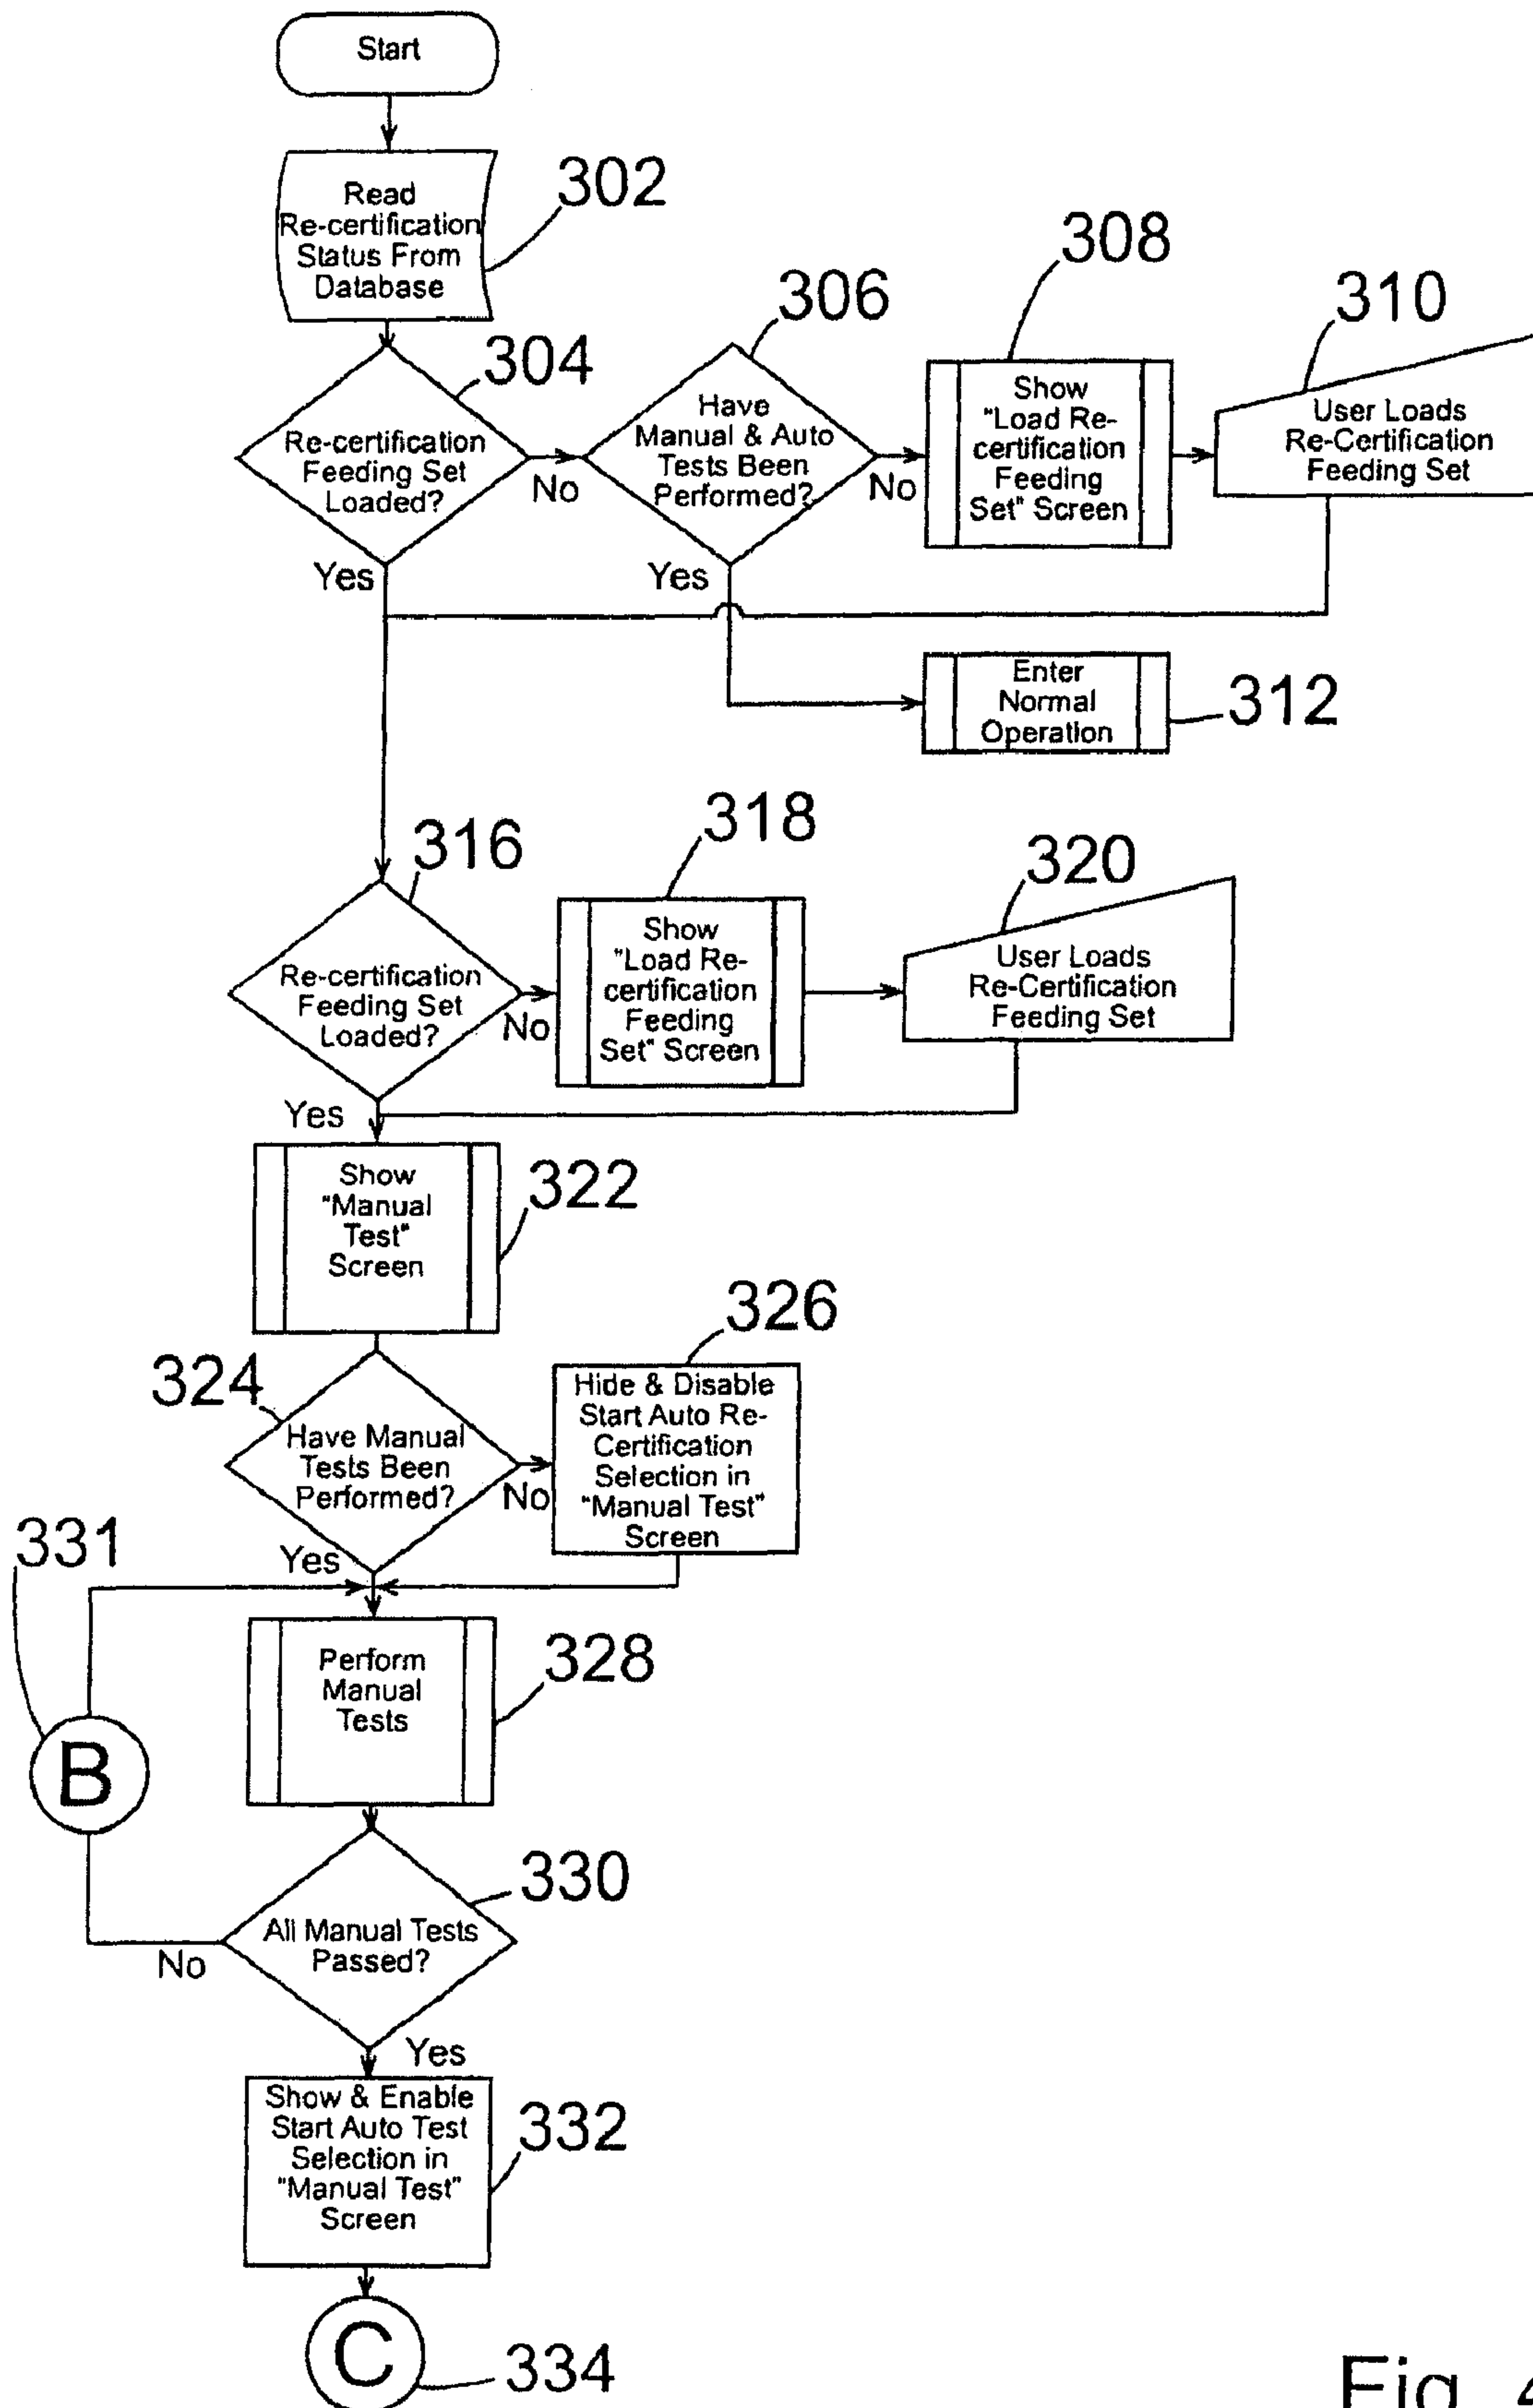 Start
Read
Re-certification
Status From
Database
302
304
Re-certification
Feeding Set
Loaded?
No
Yes
306
Have
Manual & Auto
Tests Been
Performed?
No
Yes
308
Show
"Load Re-
certification
Feeding
Set" Screen
310
User Loads
Re-Certification
Feeding Set
Enter
Normal
Operation
312
316
Re-certification
Feeding Set
Loaded?
No
Yes
318
Show
"Load Re-
certification
Feeding
Set" Screen
320
User Loads
Re-Certification
Feeding Set
Show
"Manual
Test"
Screen
322
324
Have Manual
Tests Been
Performed?
No
Yes
326
Hide & Disable
Start Auto Re-
Certification
Selection in
"Manual Test"
Screen
331
B
Perform
Manual
Tests
328
330
All Manual Tests
Passed?
No
Yes
Show & Enable
Start Auto Test
Selection in
"Manual Test"
Screen
332
C
334
Fig. 4